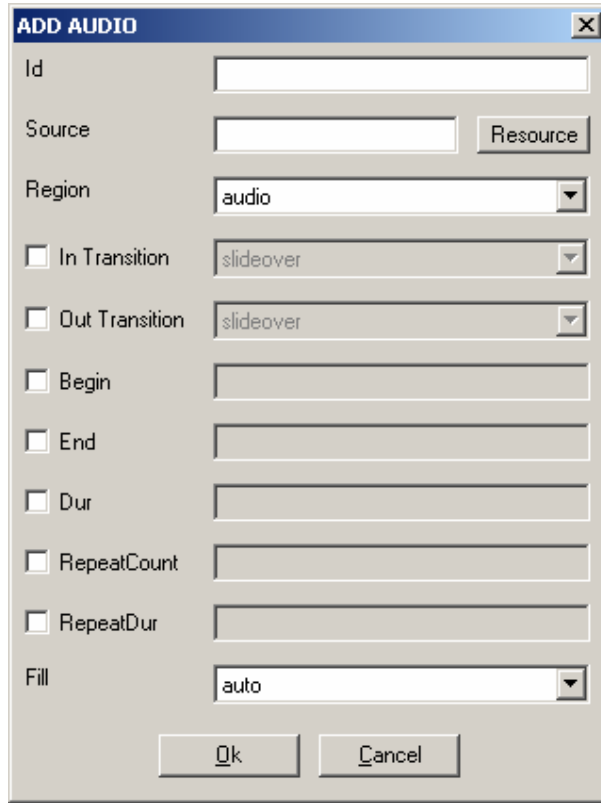 ADD AUDIO
Id
Source Resource
Region audio
In Transition slideover
Out Transition slideover
Begin
End
Dur
RepeatCount
RepeatDur
Fill auto
Ok Cancel